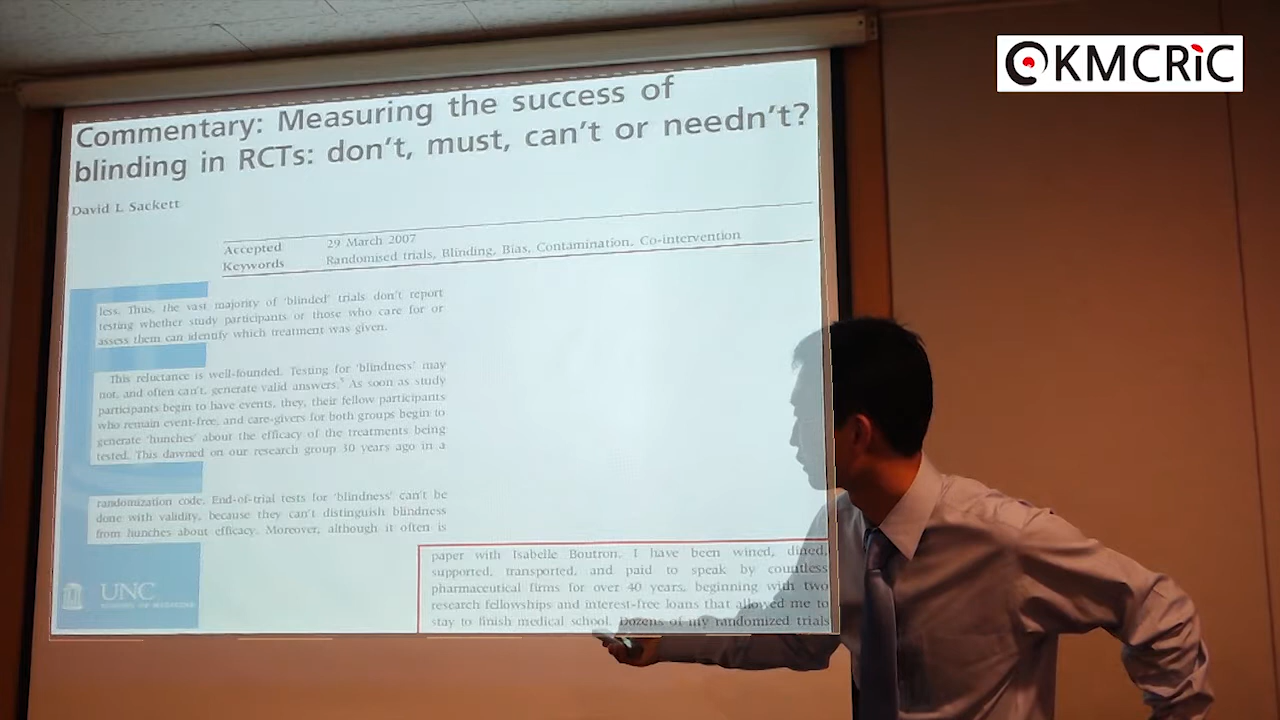 KMCRiC
Commentary: Measuring the success of
blinding in RCTs: don't, must, can't or needn't?
David L Sackett
Accepted 29 March 2007
Keywords Randomised trials, Blinding, Bias, Contamination, Co-intervention
less. Thus, the vast majority of 'blinded' trials don't report
testing whether study participants or those who care for or
assess them can identify which treatment was given.
This reluctance is well-founded. Testing for 'blindness' may
not, and often can't, generate valid answers. As soon as study
participants begin to have events, they, their fellow participants
who remain event-free, and care-givers for both groups begin to
generate 'hunches' about the efficacy of the treatments being
tested. This dawned on our research group 30 years ago in a
randomization code. End-of-trial tests for 'blindness' can't be
done with validity, because they can't distinguish blindness
from hunches about efficacy. Moreover, although it often is
paper with Isabelle Boutron. I have been wined, dined,
supported, transported, and paid to speak by countless
pharmaceutical firms for over 40 years, beginning with two
research fellowships and interest-free loans that allowed me to
stay to finish medical school. Dozens of my randomized trials
UNC